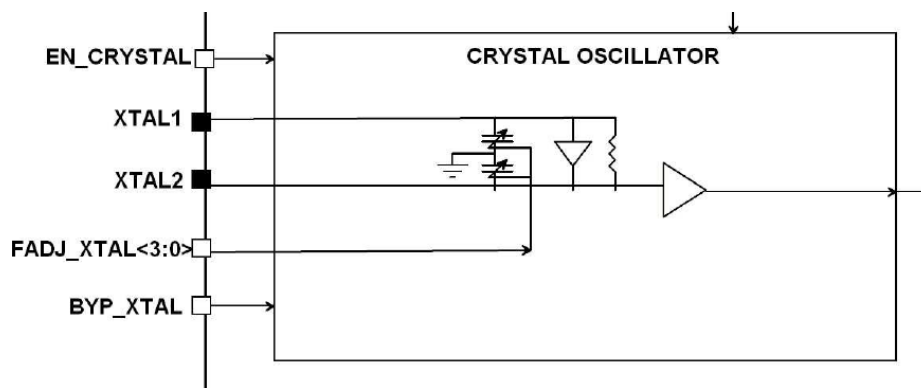 EN_CRYSTAL
CRYSTAL OSCILLATOR
XTAL1
XTAL2
FADJ_XTAL<3:0>
BYP_XTAL